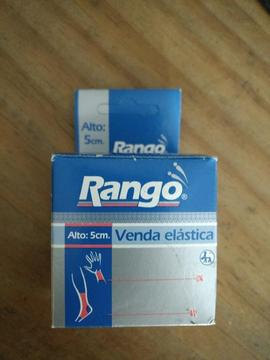 Alto:
5cm.
Rango
Rango®
Alto: 5cm. Venda elástica